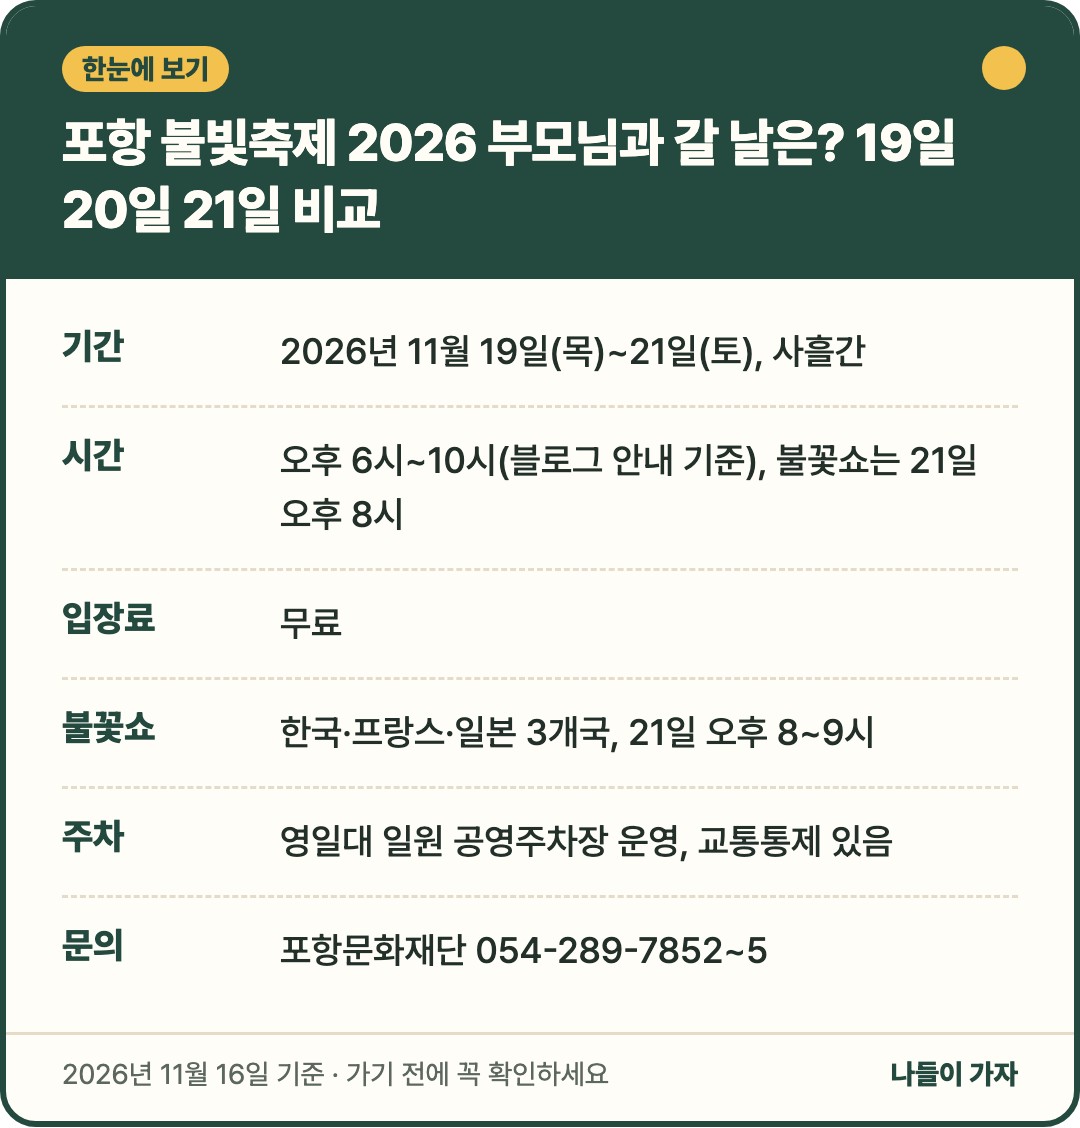 한눈에 보기
포항 불빛축제 2026 부모님과 갈 날은? 19일
20일 21일 비교
기간
2026년 11월 19일(목)~21일(토), 사흘간
시간
오후 6시~10시(블로그 안내 기준), 불꽃쇼는 21일
오후 8시
입장료
무료
불꽃쇼
한국·프랑스·일본 3개국, 21일 오후 8~9시
주차
영일대 일원 공영주차장 운영, 교통통제 있음
문의
포항문화재단 054-289-7852~5
2026년 11월 16일 기준 · 가기 전에 꼭 확인하세요
나들이 가자